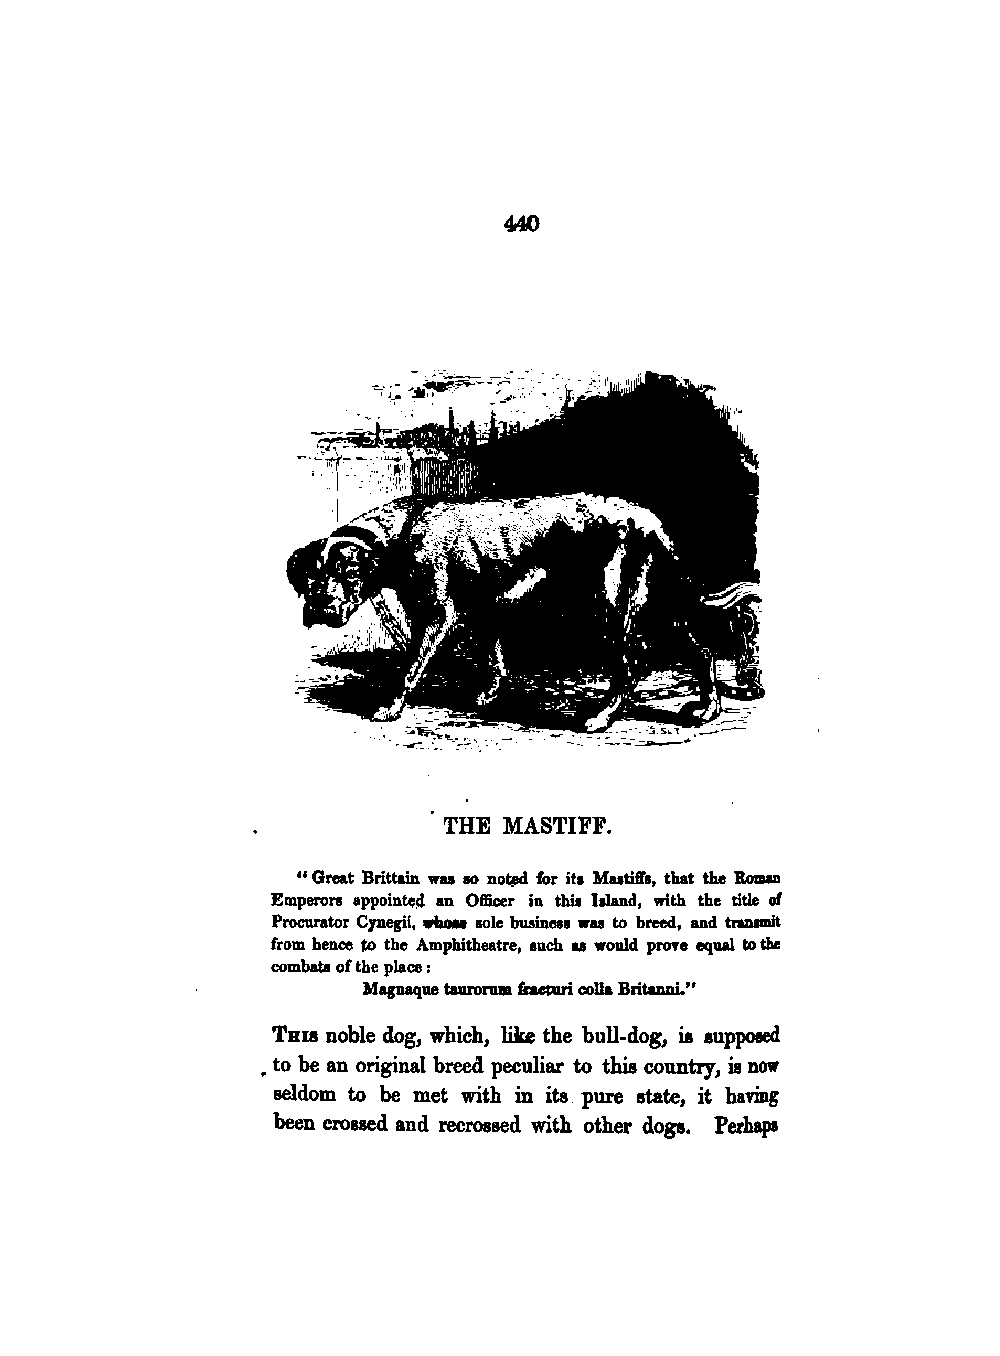 440
THE MASTIFF.
“Great Brittain was so noted for its Mastiffs, that the Roman
Emperors appointed an Officer in this Island, with the title of
Procurator Cynegii, whose sole business was to breed, and transmit
from hence to the Amphitheatre, such as would prove equal to the
combats of the place:
Magnaque taurorum fracturi colla Britanni.”
THIS noble dog, which, like the bull-dog, is supposed
to be an original breed peculiar to this country, is now
seldom to be met with in its pure state, it having
been crossed and recrossed with other dogs. Perhaps